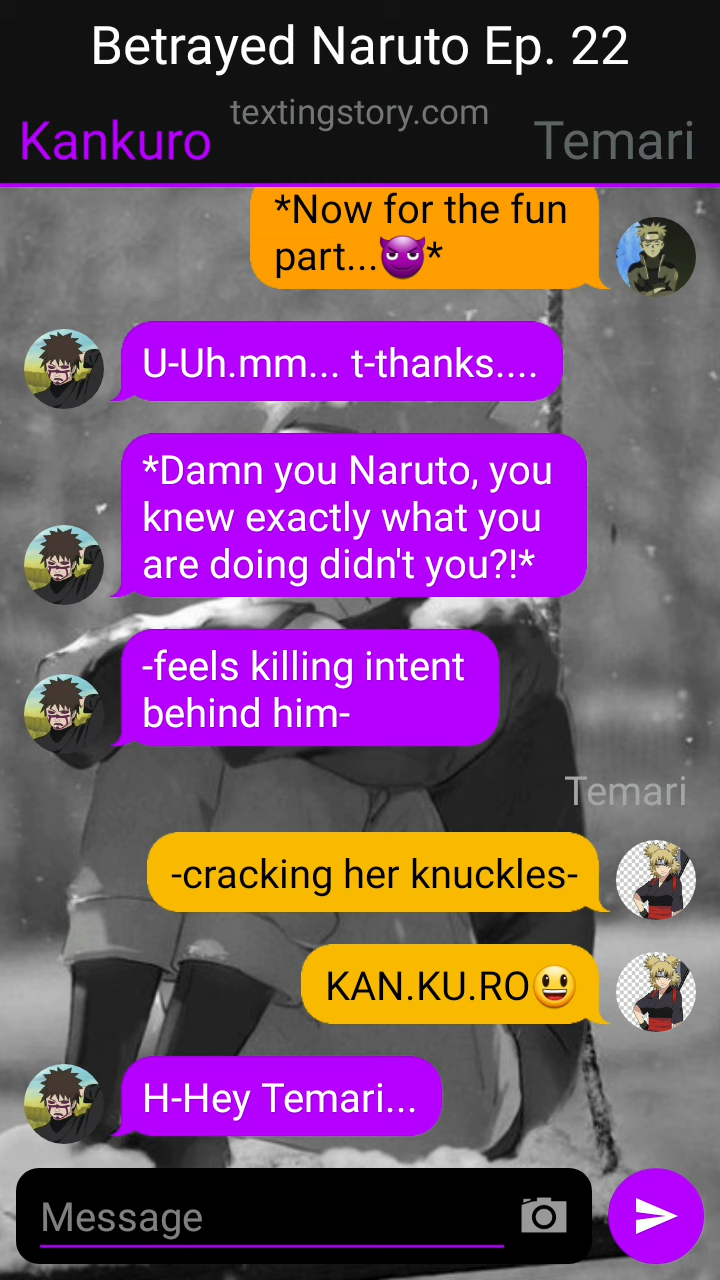 Betrayed Naruto Ep. 22
textingstory.com
Kankuro
Temari
*Now for the fun
part...😈*
U-Uh.mm... t-thanks....
*Damn you Naruto, you
knew exactly what you
are doing didn't you?!*
-feels killing intent
behind him-
Temari
-cracking her knuckles-
KAN.KU.RO😃
H-Hey Temari...
Message